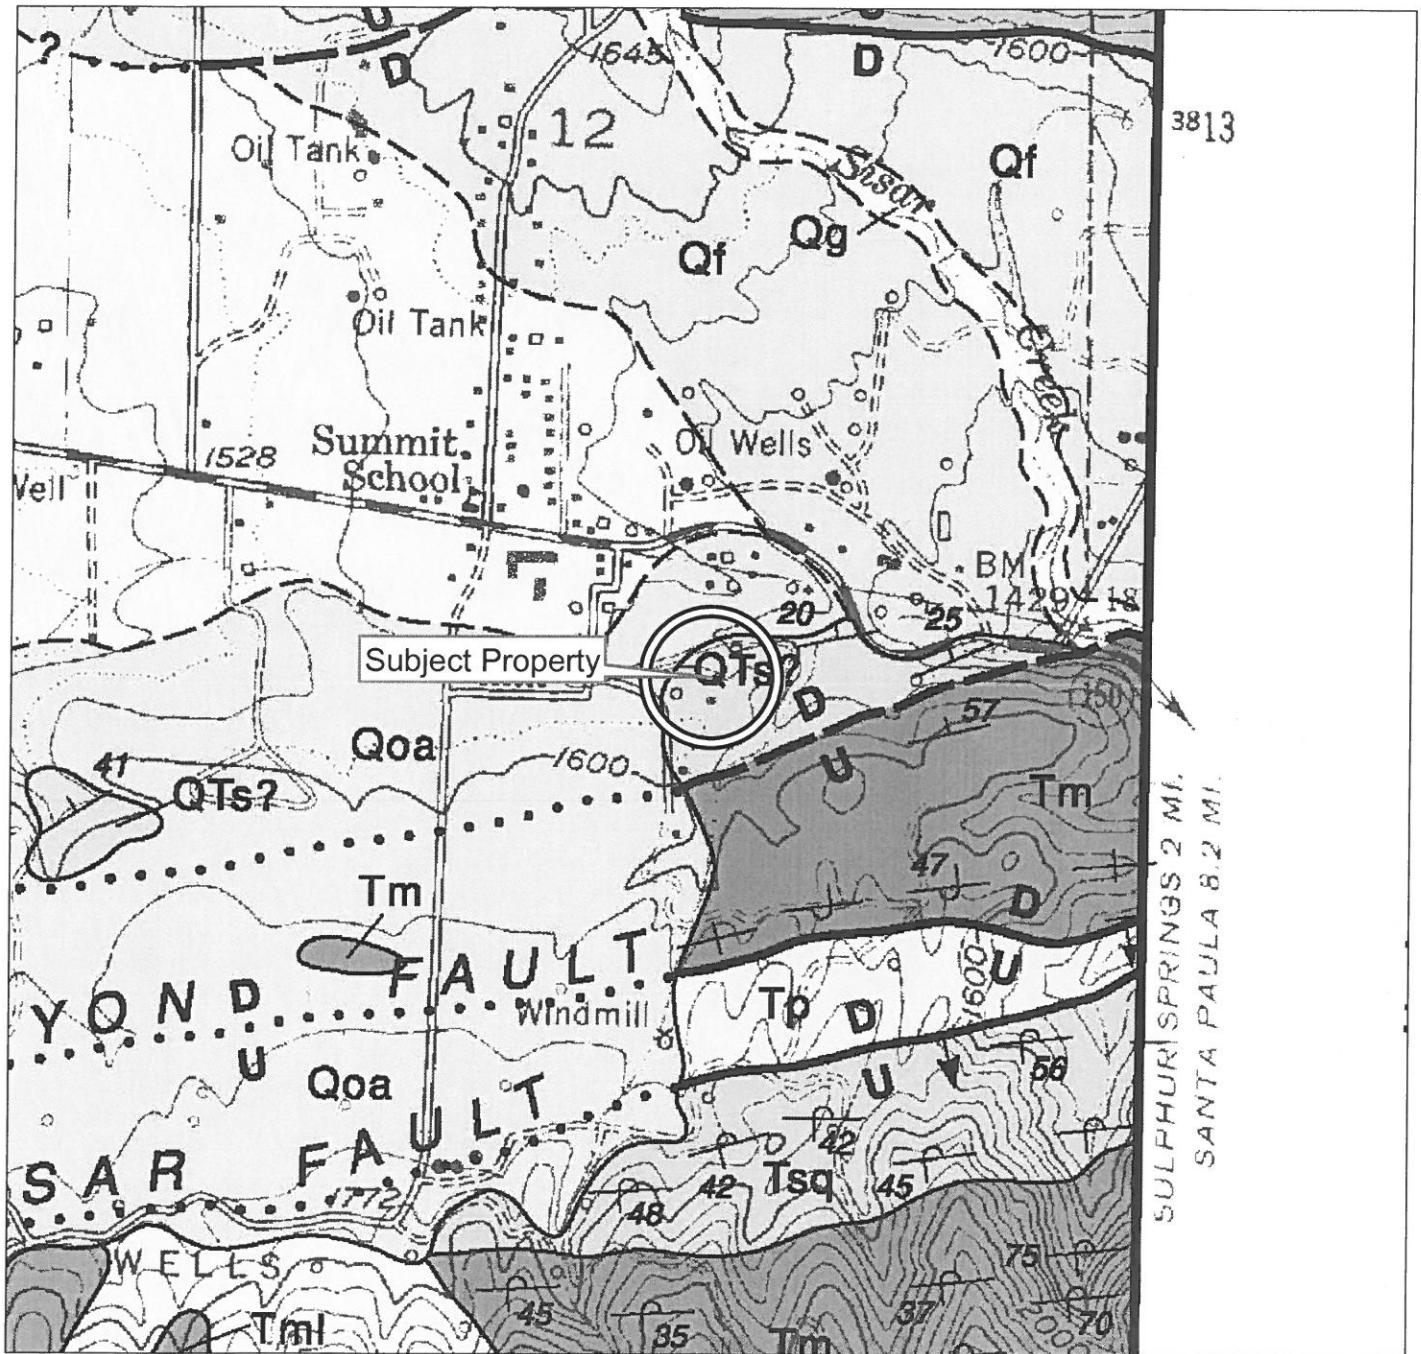 U
?
D
1645
D
1600
12
3813
Oil Tank
Sisar
Qf
Qg
Qf
Oil Tank
Creek
Summit
School
1528
Oil Wells
Well
BM
1429
18
20
25
Subject Property
QTs?
D
57
(150)
Qoa
1600
U
41
QTs?
Tm
Tm
47
D
YOND FAULT
D
U
1600
U
Windmill
Tp
D
Qoa
U
56
SAR FAULT
42
1772
42
Tsq
45
48
WELLS
75
45
37
70
Tml
35
Tm
SULPHUR SPRINGS 2 MI.
SANTA PAULA 8.2 MI.